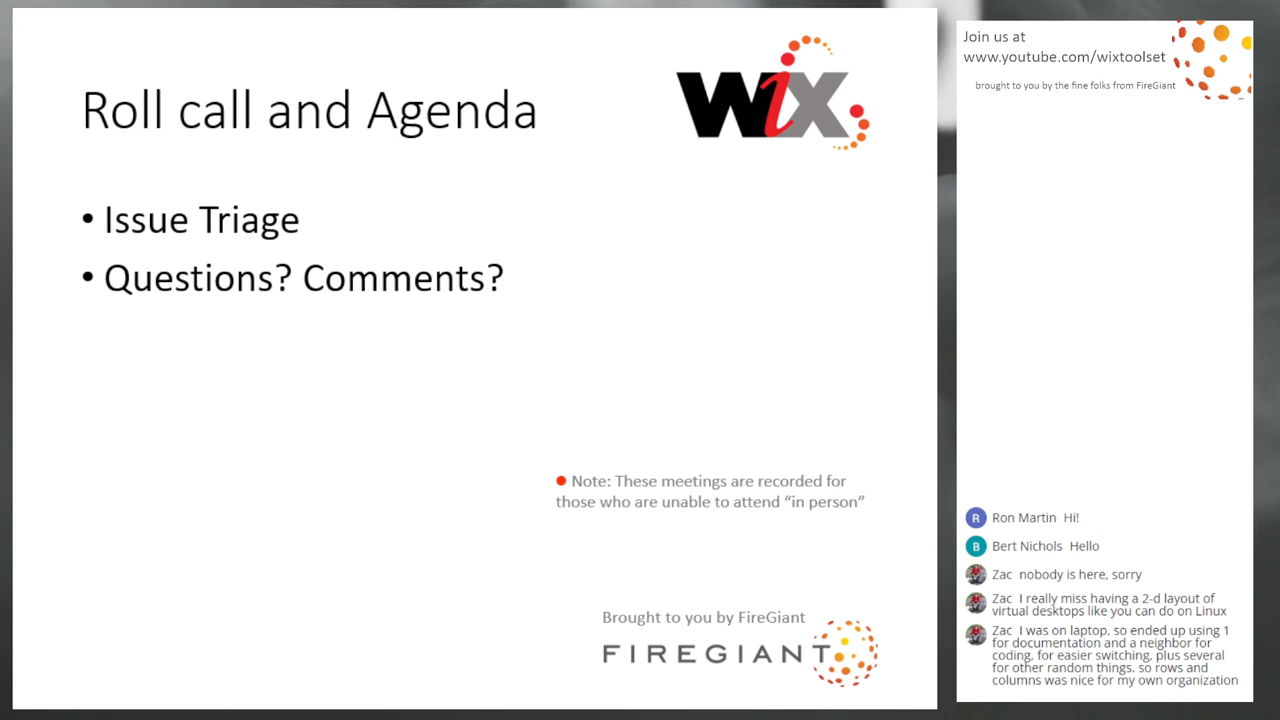 Roll call and Agenda
WiX
• Issue Triage
• Questions? Comments?
Note: These meetings are recorded for
those who are unable to attend “in person”
Brought to you by FireGiant
FIREGIANT
Join us at
www.youtube.com/wixtoolset
brought to you by the fine folks from FireGiant
R Ron Martin Hi!
B Bert Nichols Hello
Zac nobody is here, sorry
Zac I really miss having a 2-d layout of
virtual desktops like you can do on Linux
Zac I was on laptop, so ended up using 1
for documentation and a neighbor for
coding, for easier switching, plus several
for other random things. so rows and
columns was nice for my own organization